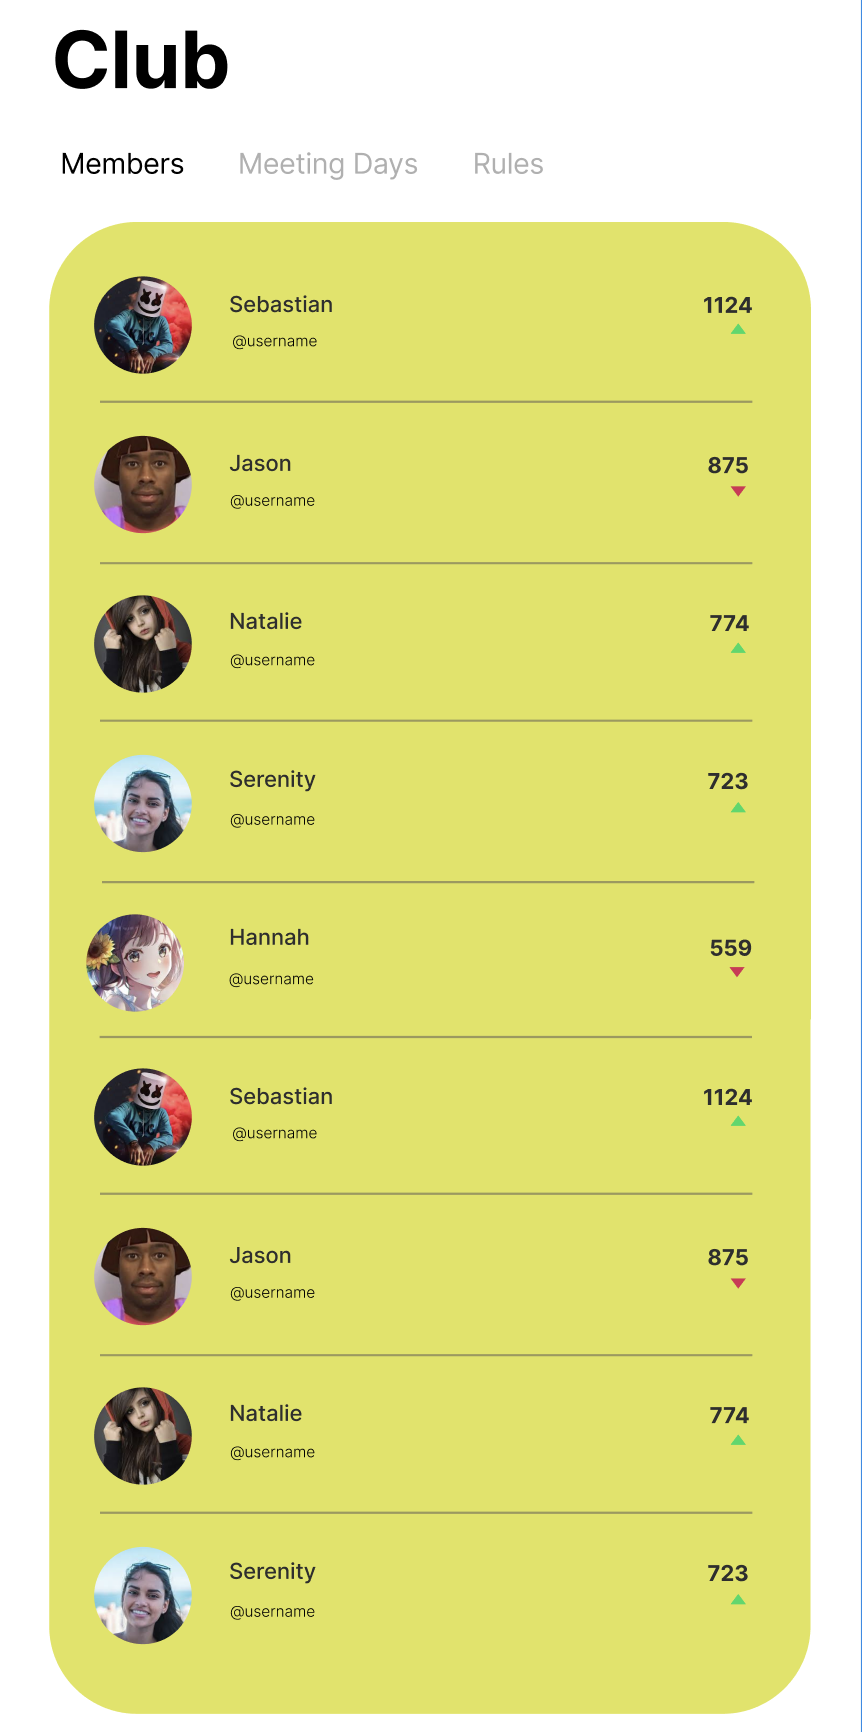 Club
Members Meeting Days Rules
Sebastian 1124
@username
Jason 875
@username
Natalie 774
@username
Serenity 723
@username
Hannah 559
@username
Sebastian 1124
@username
Jason 875
@username
Natalie 774
@username
Serenity 723
@username